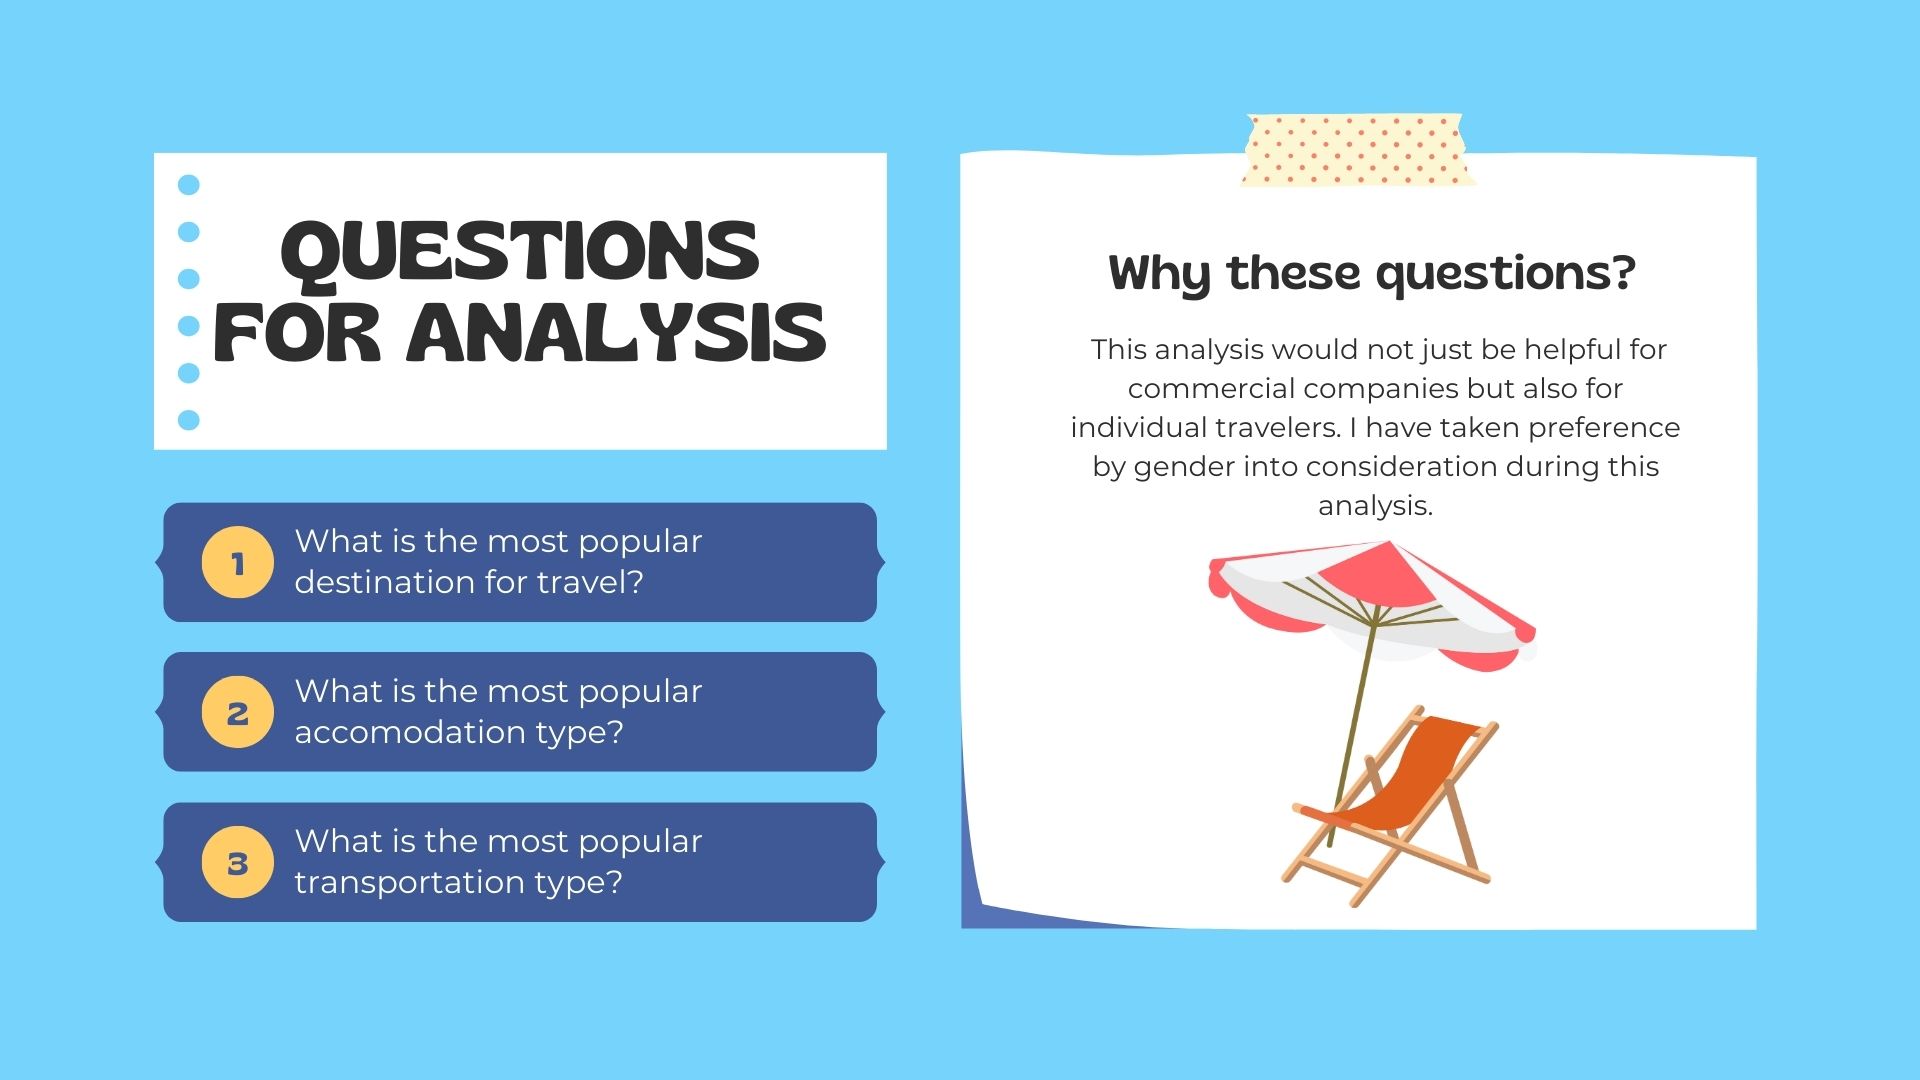 QUESTIONS
FOR ANALYSIS
1
What is the most popular
destination for travel?
2
What is the most popular
accomodation type?
3
What is the most popular
transportation type?
Why these questions?
This analysis would not just be helpful for
commercial companies but also for
individual travelers. I have taken preference
by gender into consideration during this
analysis.